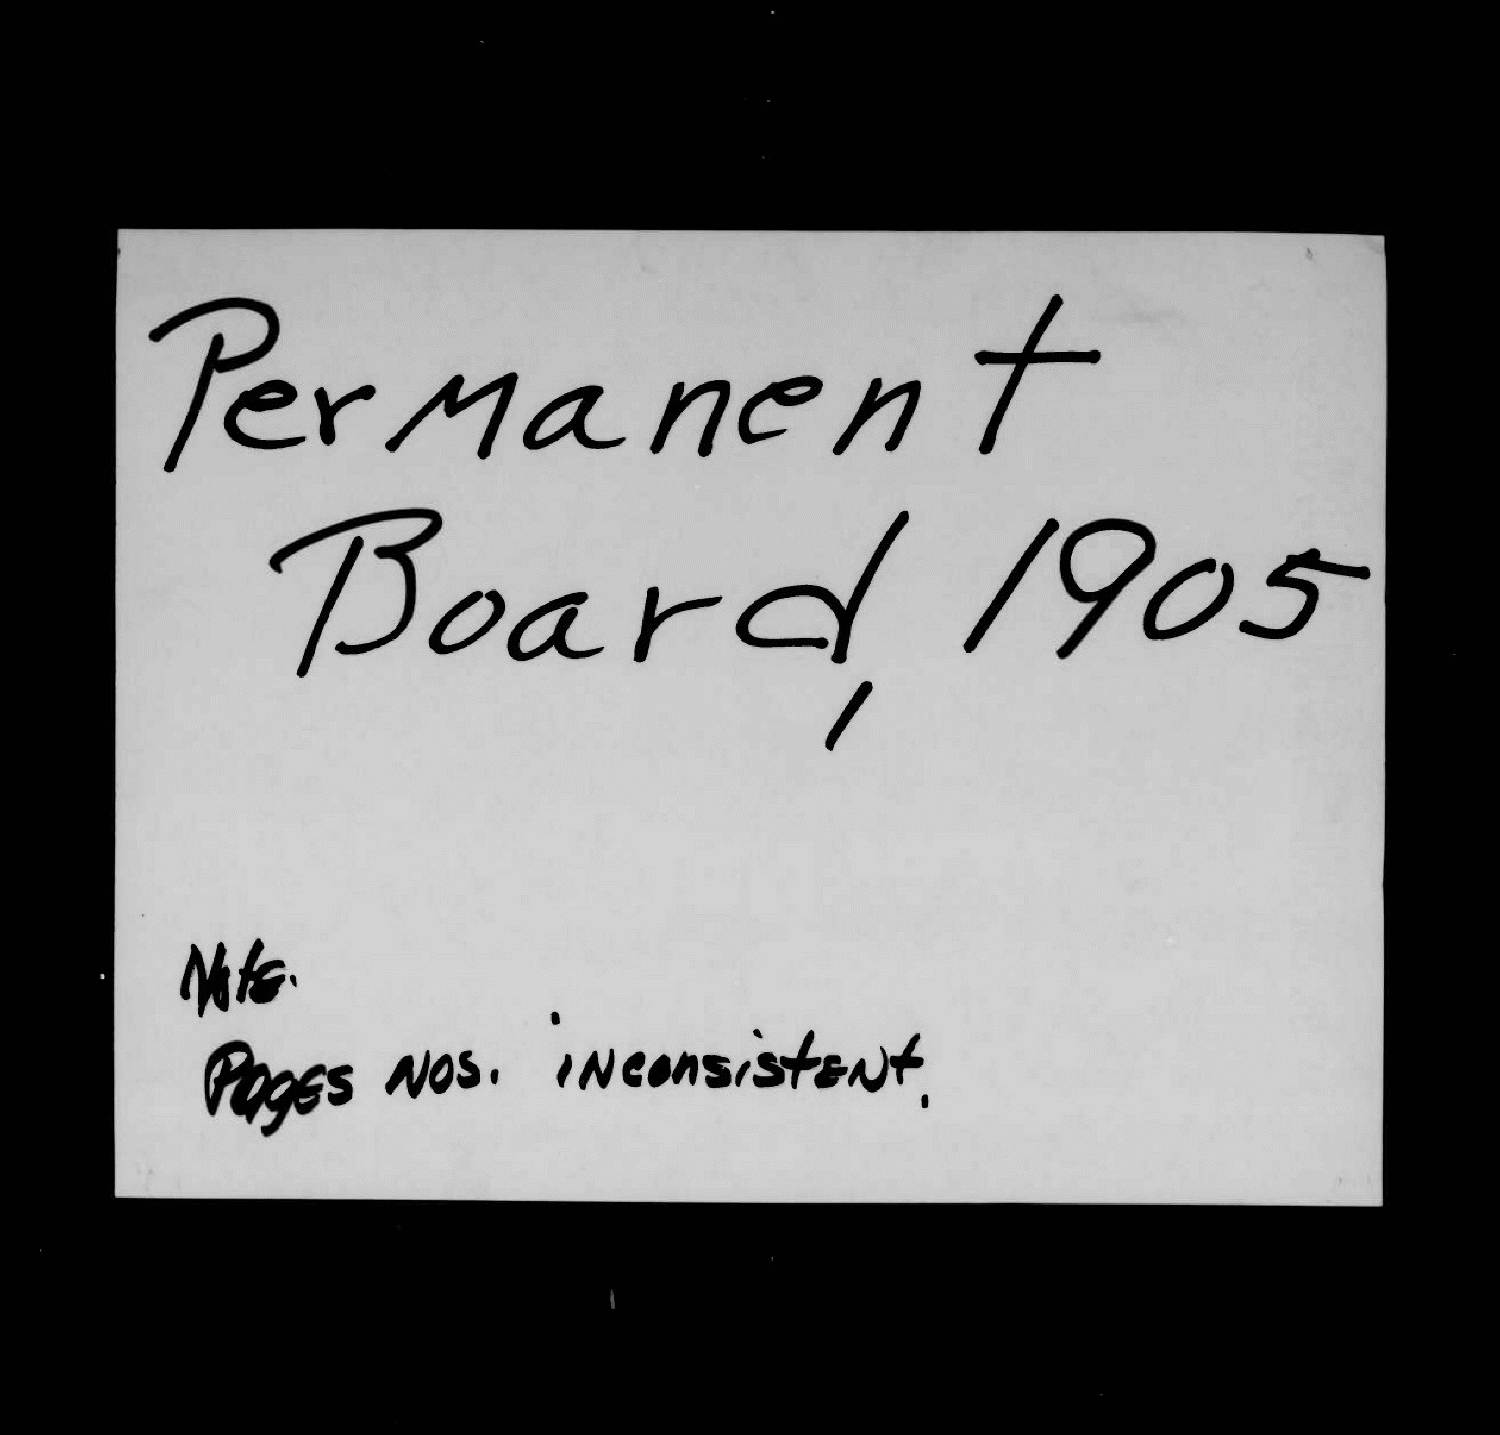 Permanent
Board, 1905
Note.
Pages Nos. inconsistent.